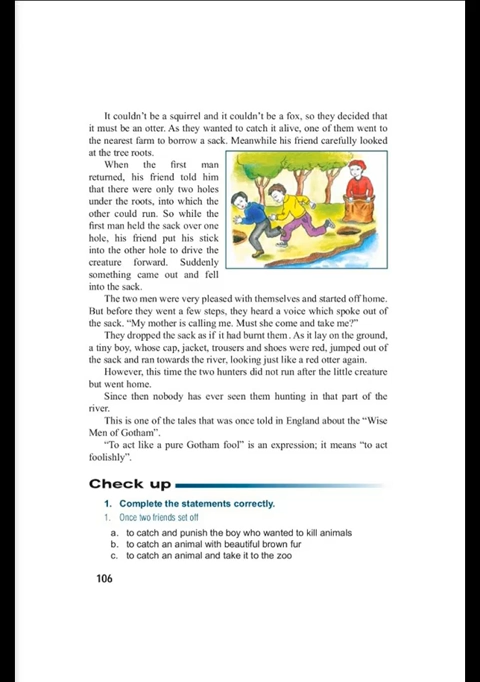 It couldn't be a squirrel and it couldn't be a fox, so they decided that
it must be an otter. As they wanted to catch it alive, one of them went to
the nearest farm to borrow a sack. Meanwhile his friend carefully looked
at the tree roots.
When the first man
returned, his friend told him
that there were only two holes
under the roots, into which the
other could run. So while the
first man held the sack over one
hole, his friend put his stick
into the other hole to drive the
creature forward. Suddenly
something came out and fell
into the sack.
The two men were very pleased with themselves and started off home.
But before they went a few steps, they heard a voice which spoke out of
the sack. "My mother is calling me. Must she come and take me?"
They dropped the sack as if it had burnt them. As it lay on the ground,
a tiny boy, whose cap, jacket, trousers and shoes were red, jumped out of
the sack and ran towards the river, looking just like a red otter again.
However, this time the two hunters did not run after the little creature
but went home.
Since then nobody has ever seen them hunting in that part of the
river.
This is one of the tales that was once told in England about the "Wise
Men of Gotham".
"To act like a pure Gotham fool" is an expression; it means "to act
foolishly".
Check up
1. Complete the statements correctly.
1. Once two friends set off
a. to catch and punish the boy who wanted to kill animals
b. to catch an animal with beautiful brown fur
c. to catch an animal and take it to the zoo
106